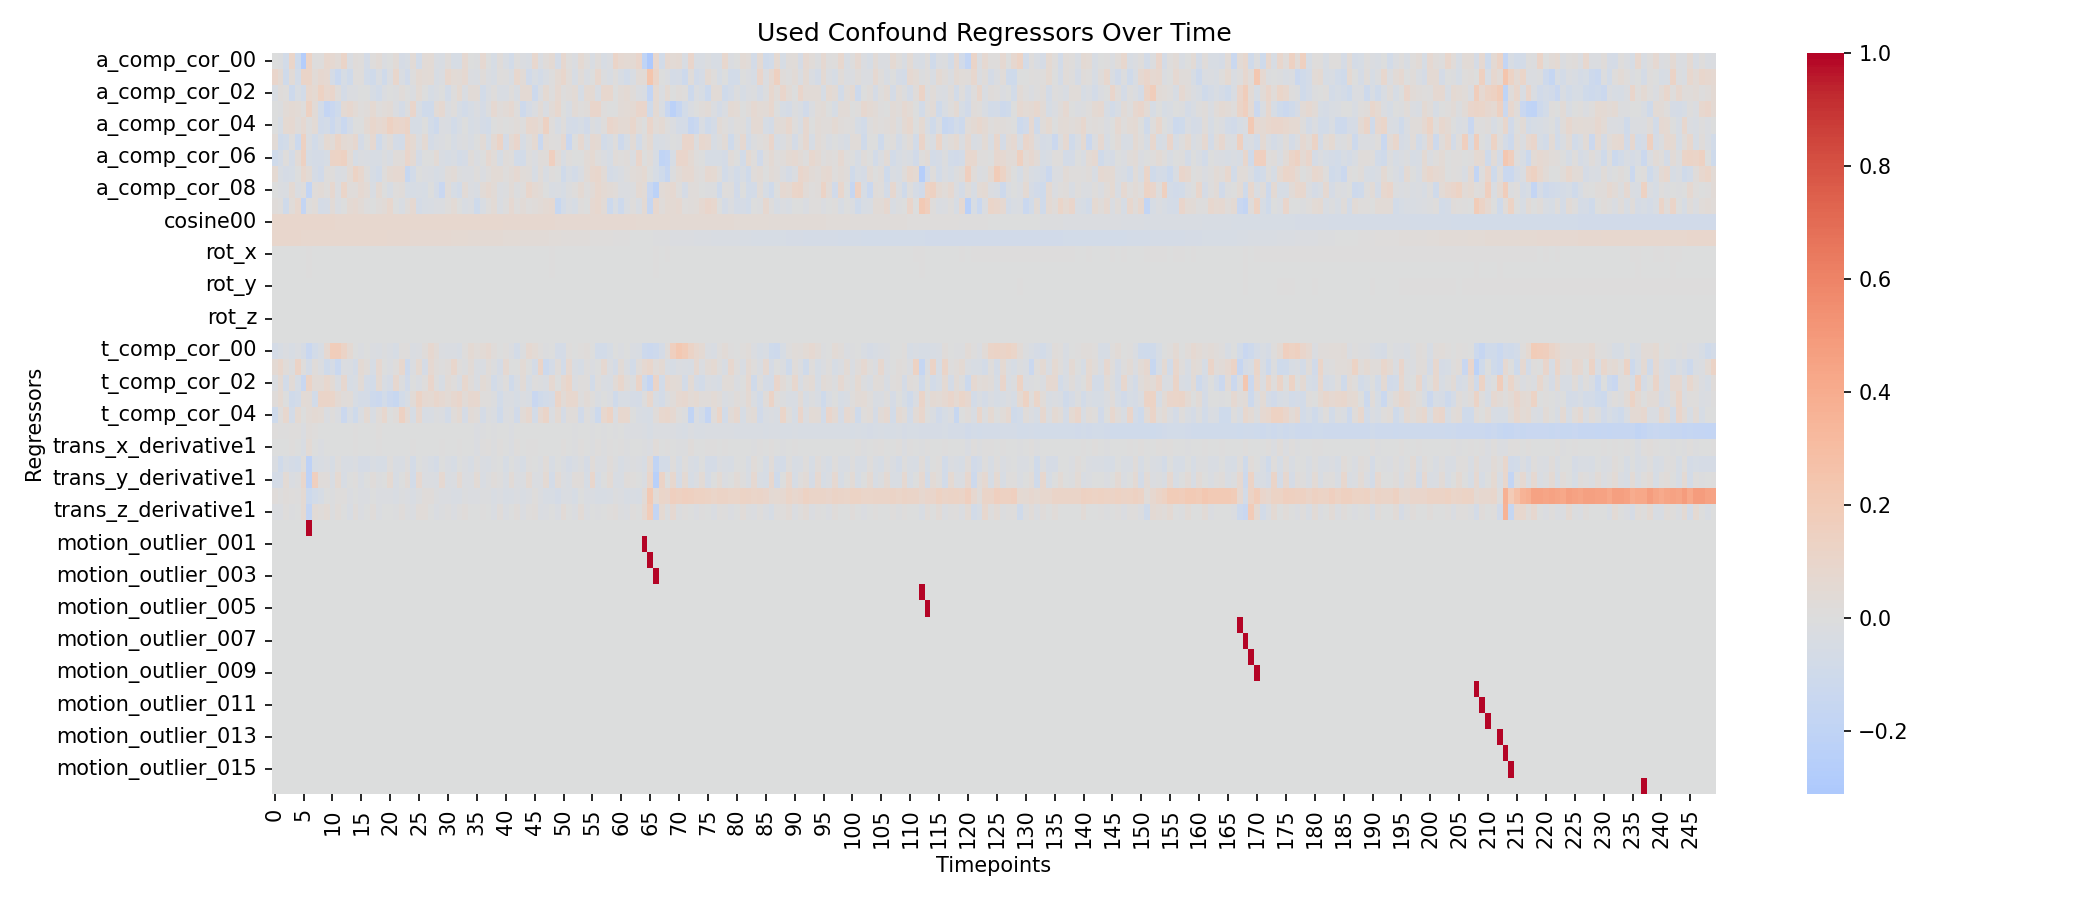 Used Confound Regressors Over Time
a_comp_cor_00
a_comp_cor_02
a_comp_cor_04
a_comp_cor_06
a_comp_cor_08
cosine00
rot_x
rot_y
rot_z
t_comp_cor_00
t_comp_cor_02
t_comp_cor_04
trans_x_derivative1
trans_y_derivative1
trans_z_derivative1
motion_outlier_001
motion_outlier_003
motion_outlier_005
motion_outlier_007
motion_outlier_009
motion_outlier_011
motion_outlier_013
motion_outlier_015
Regressors
0 5 10 15 20 25 30 35 40 45 50 55 60 65 70 75 80 85 90 95 100 105 110 115 120 125 130 135 140 145 150 155 160 165 170 175 180 185 190 195 200 205 210 215 220 225 230 235 240 245
Timepoints
1.0
0.8
0.6
0.4
0.2
0.0
−0.2